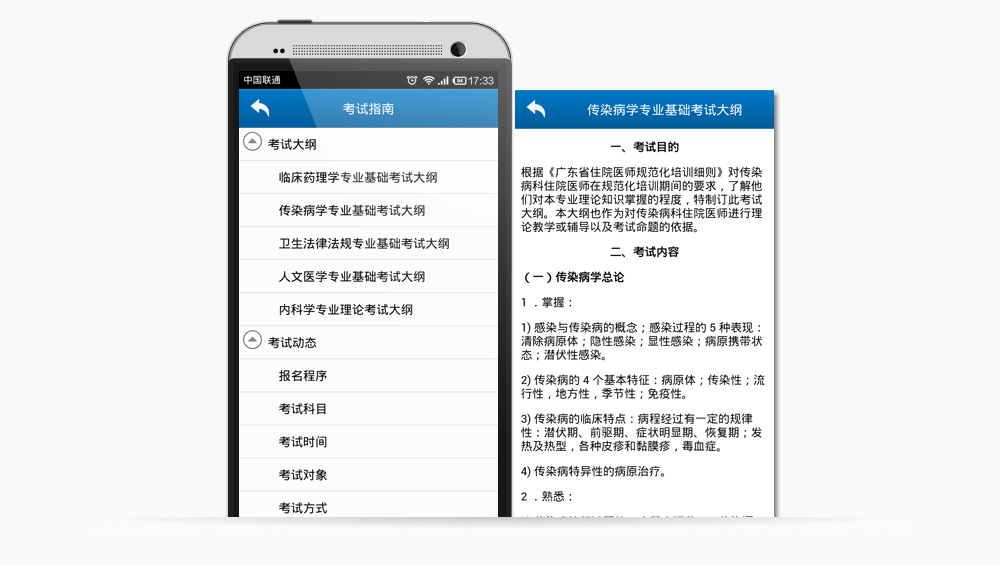 中国联通
17:33
考试指南
考试大纲
临床药理学专业基础考试大纲
传染病学专业基础考试大纲
卫生法律法规专业基础考试大纲
人文医学专业基础考试大纲
内科学专业理论考试大纲
考试动态
报名程序
考试科目
考试时间
考试对象
考试方式
传染病学专业基础考试大纲
一、考试目的
根据《广东省住院医师规范化培训细则》对传染
病科住院医师在规范化培训期间的要求，了解他
们对本专业理论知识掌握的程度，特制订此考试
大纲。本大纲也作为对传染病科住院医师进行理
论教学或辅导以及考试命题的依据。
二、考试内容
（一）传染病学总论
1 ．掌握：
1) 感染与传染病的概念；感染过程的 5 种表现：
清除病原体；隐性感染；显性感染；病原携带状
态；潜伏性感染。
2) 传染病的 4 个基本特征：病原体；传染性；流
行性，地方性，季节性；免疫性。
3) 传染病的临床特点：病程经过有一定的规律
性：潜伏期、前驱期、症状明显期、恢复期；发
热及热型，各种皮疹和黏膜疹，毒血症。
4) 传染病特异性的病原治疗。
2 ．熟悉：